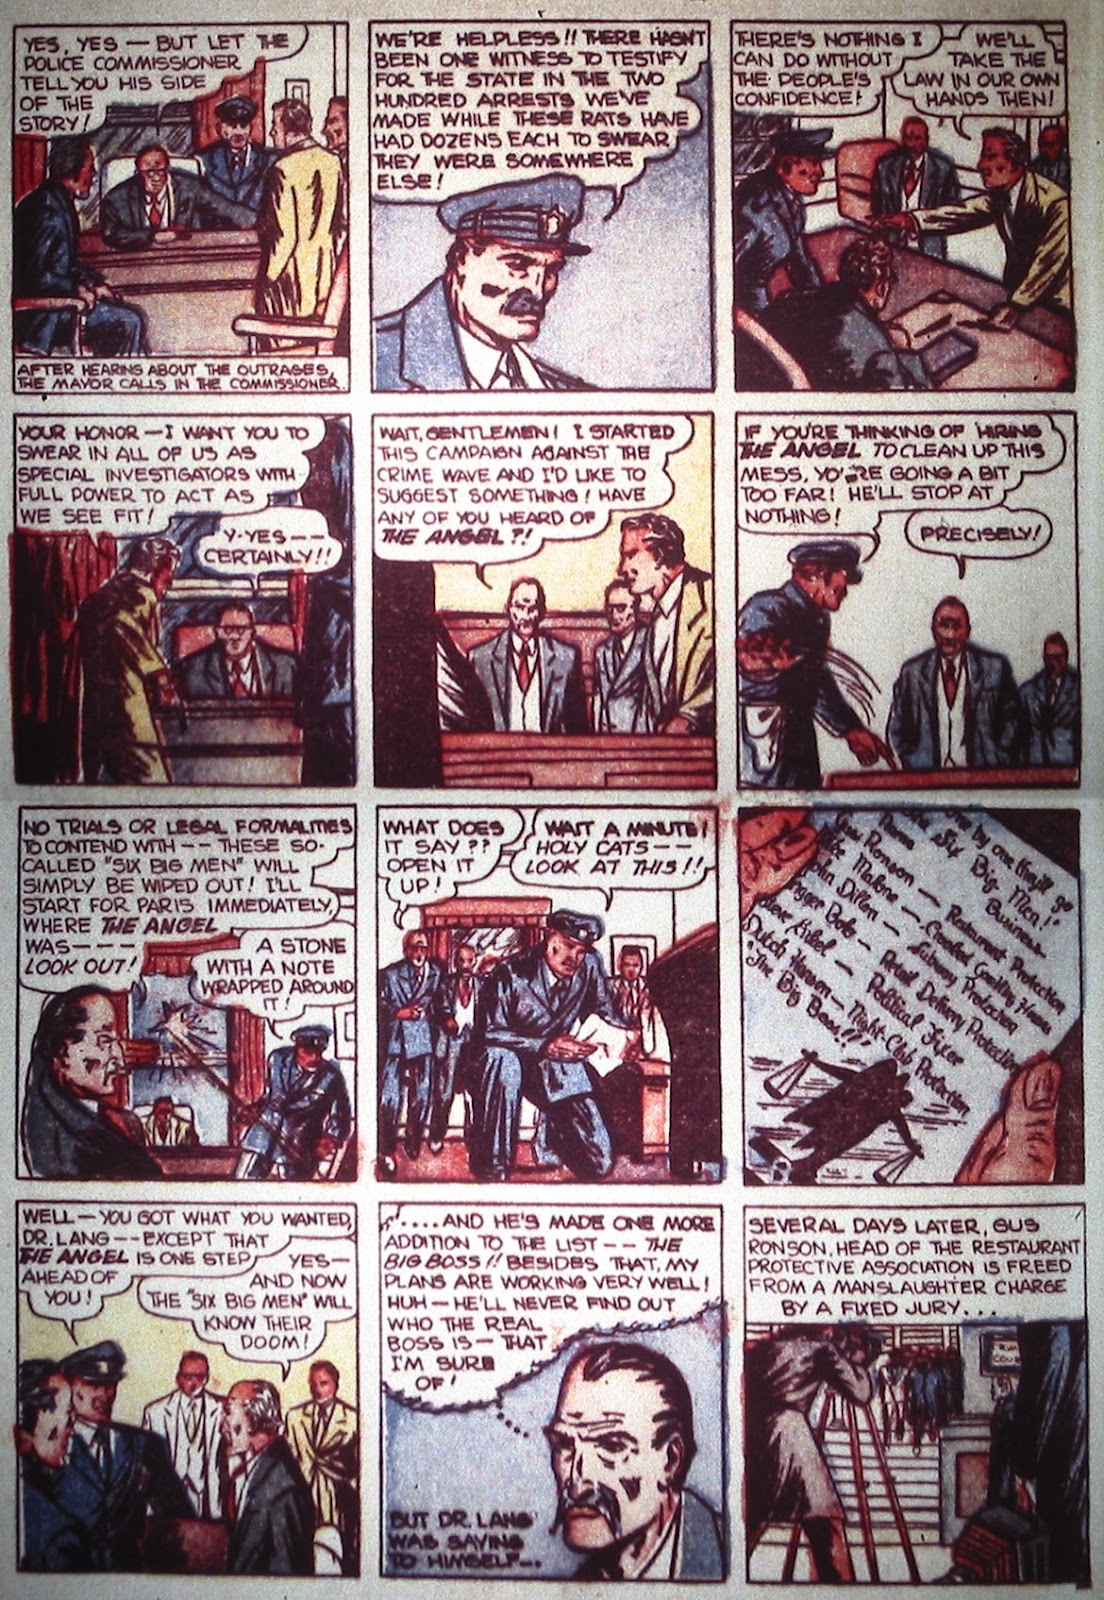 YES, YES — BUT LET THE
POLICE COMMISSIONER
TELL YOU HIS SIDE
OF THE
STORY!
AFTER HEARING ABOUT THE OUTRAGES,
THE MAYOR CALLS IN THE COMMISSIONER.
WE'RE HELPLESS!! THERE HASN'T
BEEN ONE WITNESS TO TESTIFY
FOR THE STATE IN THE TWO
HUNDRED ARRESTS WE'VE
MADE WHILE THESE RATS HAVE
HAD DOZENS EACH TO SWEAR
THEY WERE SOMEWHERE
ELSE!
THERE'S NOTHING I
CAN DO WITHOUT
THE PEOPLE'S
CONFIDENCE!
WE'LL
TAKE THE
LAW IN OUR OWN
HANDS THEN!
YOUR HONOR — I WANT YOU TO
SWEAR IN ALL OF US AS
SPECIAL INVESTIGATORS WITH
FULL POWER TO ACT AS
WE SEE FIT!
Y-YES --
CERTAINLY!!
WAIT, GENTLEMEN! I STARTED
THIS CAMPAIGN AGAINST THE
CRIME WAVE AND I'D LIKE TO
SUGGEST SOMETHING! HAVE
ANY OF YOU HEARD OF
THE ANGEL?!
IF YOU'RE THINKING OF HIRING
THE ANGEL TO CLEAN UP THIS
MESS, YO'RE GOING A BIT
TOO FAR! HE'LL STOP AT
NOTHING!
PRECISELY!
NO TRIALS OR LEGAL FORMALITIES
TO CONTEND WITH -- THESE SO-
CALLED "SIX BIG MEN" WILL
SIMPLY BE WIPED OUT! I'LL
START FOR PARIS IMMEDIATELY,
WHERE THE ANGEL
WAS ---
LOOK OUT!
A STONE
WITH A NOTE
WRAPPED AROUND
IT!
WHAT DOES
IT SAY??
OPEN IT
UP!
WAIT A MINUTE!
HOLY CATS --
LOOK AT THIS!!
One by one they'll go
the Six Big Men!"
Business
Gus Ronson — Restaurant Protection
Mike Malone — Crooked Gambling
John Dillon — Subway Protection
Retail Delivery Protection
Steve Enkel — Political Fixer
Dutch Hanson — Night-Club Protection
"The Big Boss!!!"
WELL — YOU GOT WHAT YOU WANTED,
DR. LANG -- EXCEPT THAT
THE ANGEL IS ONE STEP
AHEAD OF
YOU!
YES —
AND NOW
THE "SIX BIG MEN" WILL
KNOW THEIR
DOOM!
".... AND HE'S MADE ONE MORE
ADDITION TO THE LIST -- THE
BIG BOSS!! BESIDES THAT, MY
PLANS ARE WORKING VERY WELL!
HUH — HE'LL NEVER FIND OUT
WHO THE REAL
BOSS IS — THAT
I'M SURE
OF!
BUT DR. LANG
WAS SAYING
TO HIMSELF...
SEVERAL DAYS LATER, GUS
RONSON, HEAD OF THE RESTAURANT
PROTECTIVE ASSOCIATION IS FREED
FROM A MANSLAUGHTER CHARGE
BY A FIXED JURY...